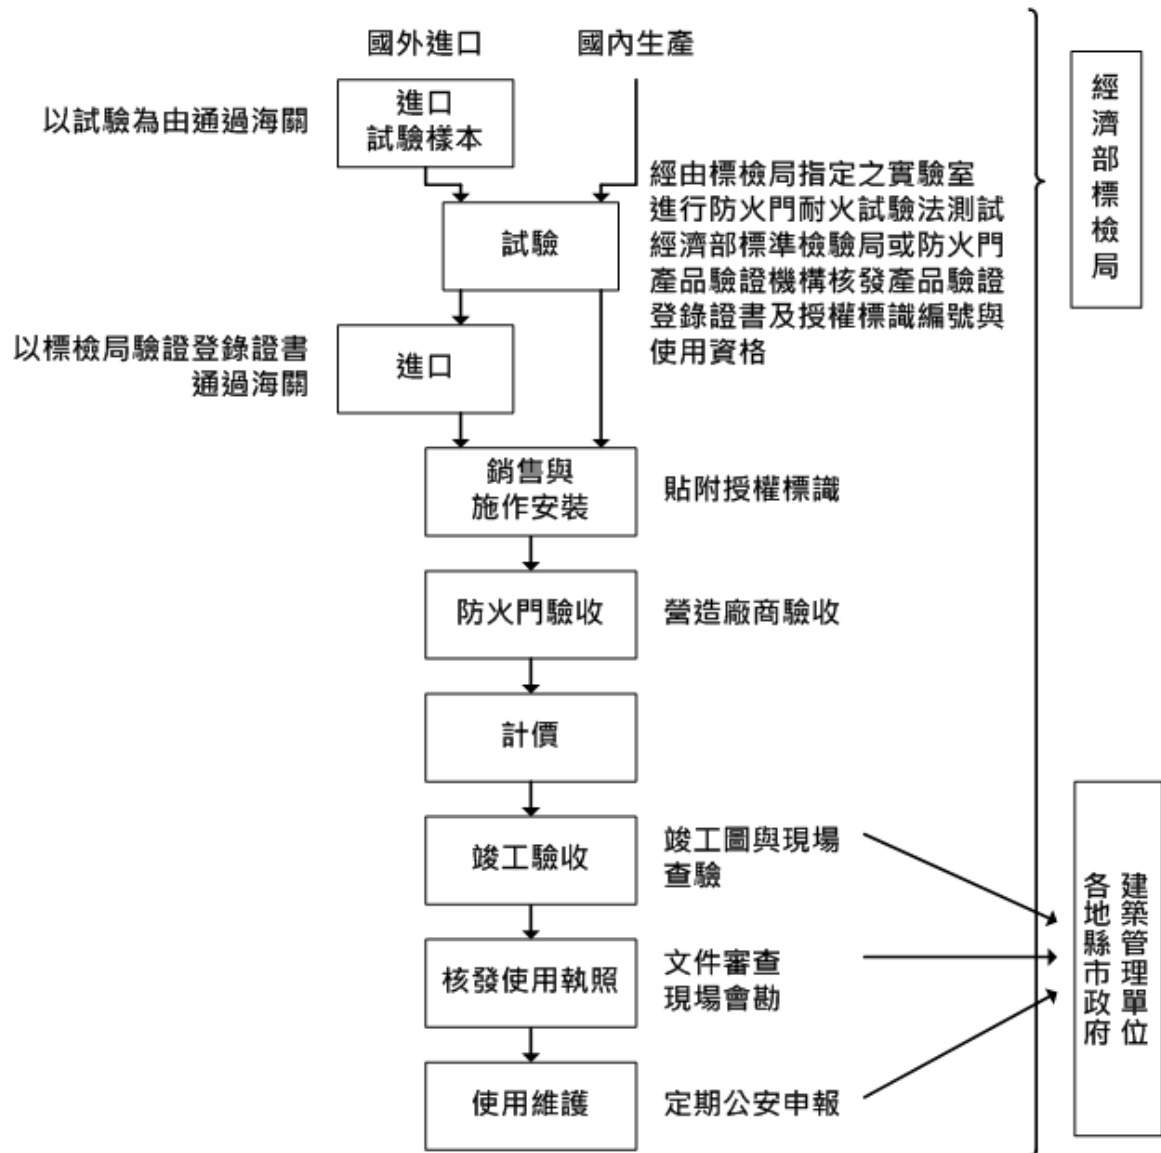 國外進口
國內生產
以試驗為由通過海關
進口
試驗樣本
經由標檢局指定之實驗室
進行防火門耐火試驗法測試
經濟部標準檢驗局或防火門
產品驗證機構核發產品驗證
登錄證書及授權標識編號與
使用資格
試驗
以標檢局驗證登錄證書
通過海關
進口
銷售與
施作安裝
貼附授權標識
防火門驗收
營造廠商驗收
計價
竣工驗收
竣工圖與現場
查驗
核發使用執照
文件審查
現場會勘
使用維護
定期公安申報
經濟部標檢局
建築管理單位
各地縣市政府